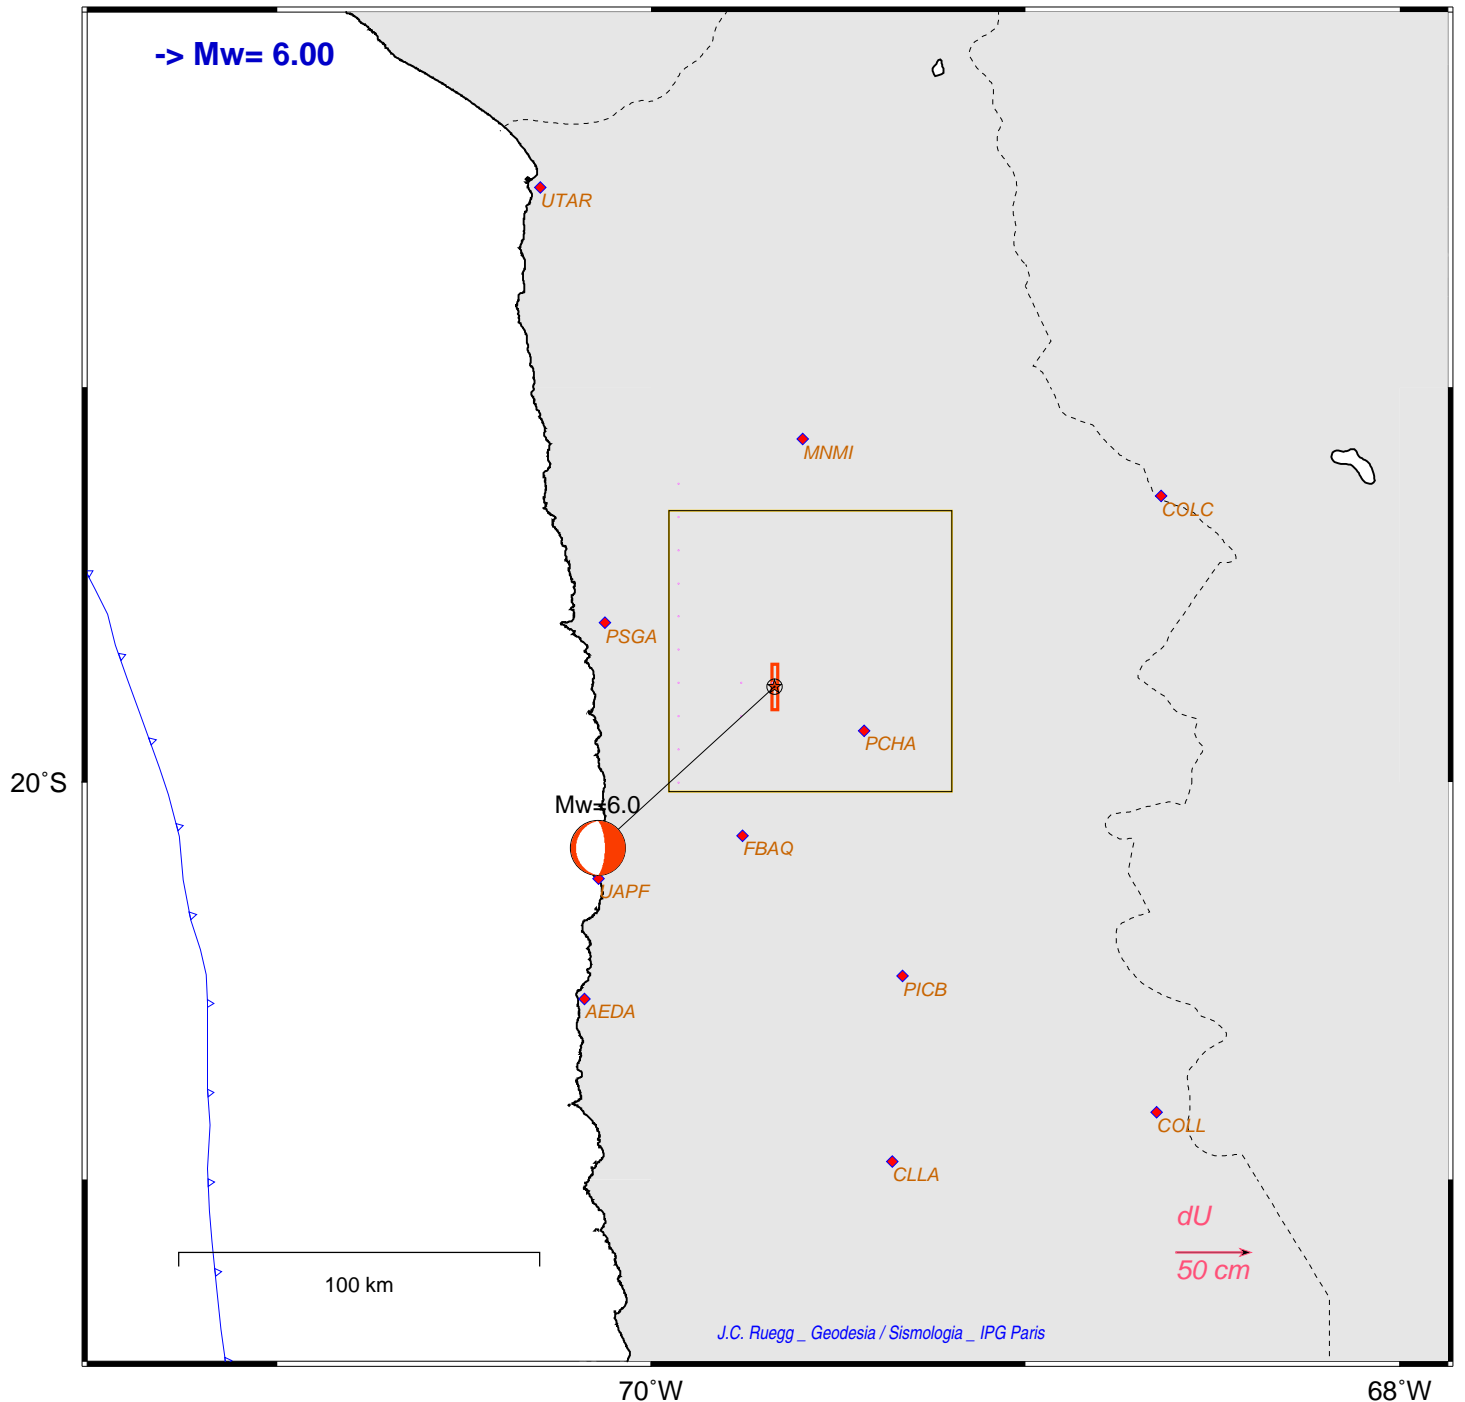 -> Mw= 6.00
UTAR
MNMI
COLC
PSGA
PCHA
20˚S
Mw=6.0
FBAQ
UAPF
PICB
AEDA
COLL
CLLA
dU
50 cm
100 km
J.C. Ruegg _ Geodesia / Sismologia _ IPG Paris
70˚W
68˚W